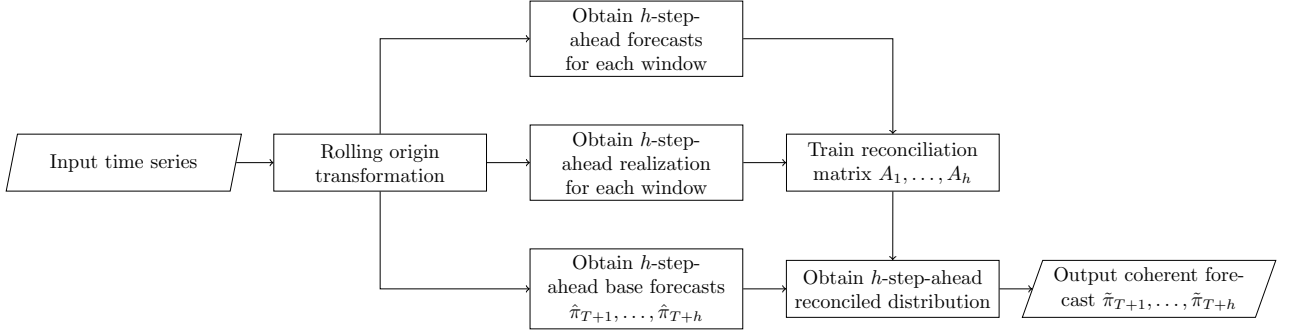 Obtain h-step-
ahead forecasts
for each window
Input time series
Rolling origin
transformation
Obtain h-step-
ahead realization
for each window
Train reconciliation
matrix A₁, . . . , Aₕ
Obtain h-step-
ahead base forecasts
π̂_{T+1}, . . . , π̂_{T+h}
Obtain h-step-ahead
reconciled distribution
Output coherent fore-
cast π̃_{T+1}, . . . , π̃_{T+h}